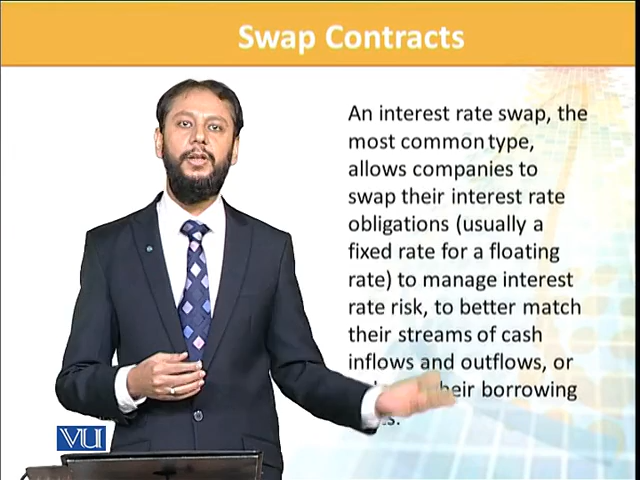 Swap Contracts
An interest rate swap, the
most common type,
allows companies to
swap their interest rate
obligations (usually a
fixed rate for a floating
rate) to manage interest
rate risk, to better match
their streams of cash
inflows and outflows, or
borrowing
VU